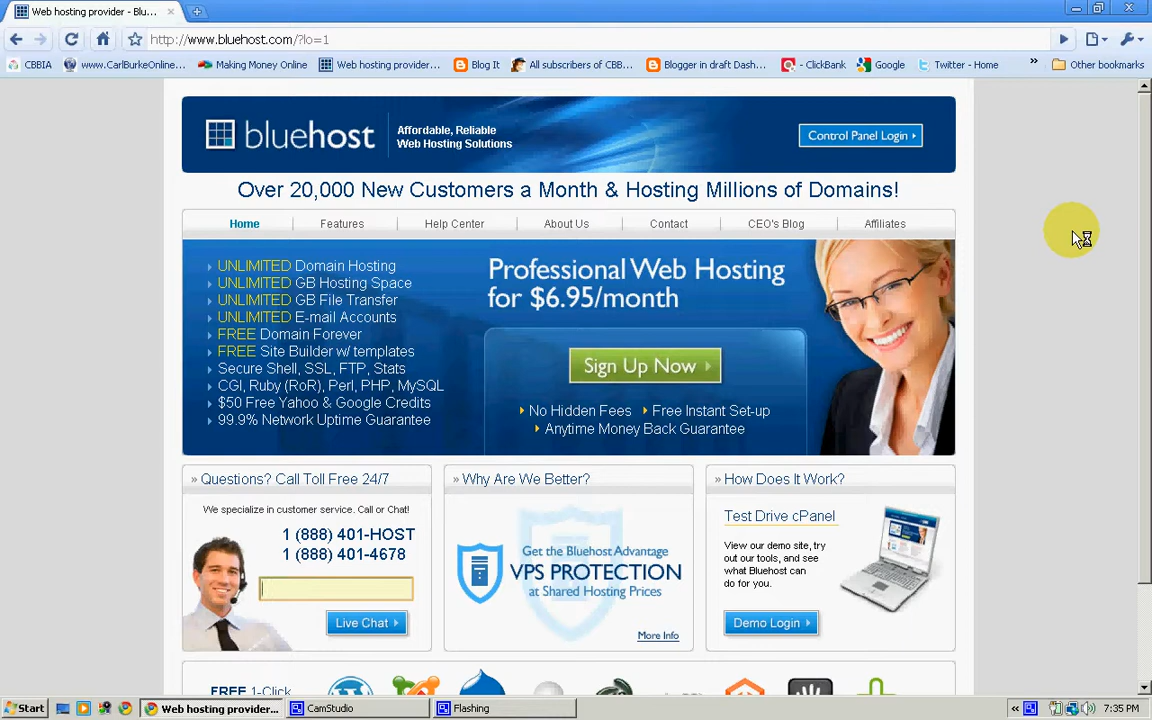 Web hosting provider - Blu...
http://www.bluehost.com/?lo=1
CBBIA
www.CarlBurkeOnline...
Making Money Online
Web hosting provider...
Blog It
All subscribers of CBB...
Blogger in draft Dash...
- ClickBank
Google
Twitter - Home
Other bookmarks
bluehost
Affordable, Reliable
Web Hosting Solutions
Control Panel Login
Over 20,000 New Customers a Month & Hosting Millions of Domains!
Home
Features
Help Center
About Us
Contact
CEO's Blog
Affiliates
UNLIMITED Domain Hosting
UNLIMITED GB Hosting Space
UNLIMITED GB File Transfer
UNLIMITED E-mail Accounts
FREE Domain Forever
FREE Site Builder w/ templates
Secure Shell, SSL, FTP, Stats
CGI, Ruby (RoR), Perl, PHP, MySQL
$50 Free Yahoo & Google Credits
99.9% Network Uptime Guarantee
Professional Web Hosting
for $6.95/month
Sign Up Now
No Hidden Fees
Free Instant Set-up
Anytime Money Back Guarantee
» Questions? Call Toll Free 24/7
We specialize in customer service. Call or Chat!
1 (888) 401-HOST
1 (888) 401-4678
Live Chat
» Why Are We Better?
Get the Bluehost Advantage
VPS PROTECTION
at Shared Hosting Prices
More Info
» How Does It Work?
Test Drive cPanel
View our demo site, try
out our tools, and see
what Bluehost can
do for you.
Demo Login
FREE 1-Click
Start
Web hosting provider...
CamStudio
Flashing
7:35 PM